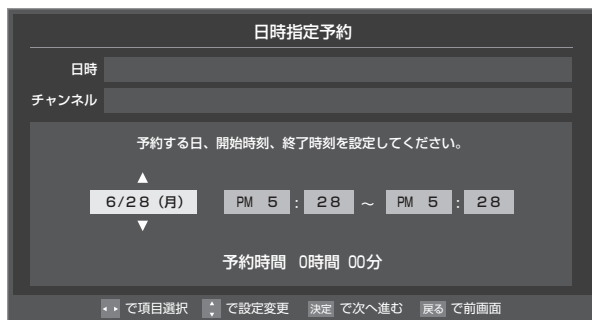 日時指定予約
日時
チャンネル
予約する日、開始時刻、終了時刻を設定してください。
▲
6/28 (月) PM 5 : 28 ～ PM 5 : 28
▼
予約時間 0時間 00分
で項目選択 で設定変更 決定 で次へ進む 戻る で前画面